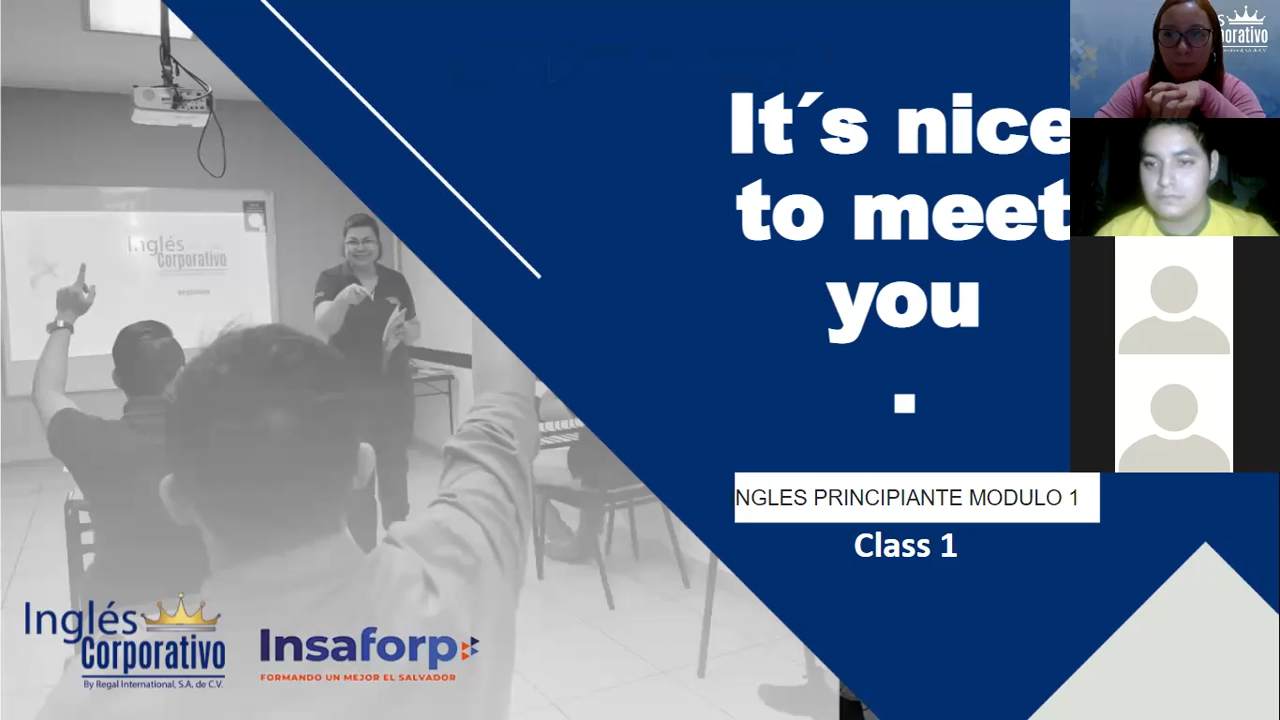 It´s nice
to meet
you
.
NGLES PRINCIPIANTE MODULO 1
Class 1
Inglés
Corporativo
By Regal International, S.A. de C.V.
Insaforp
FORMANDO UN MEJOR EL SALVADOR
Inglés
Corporativo